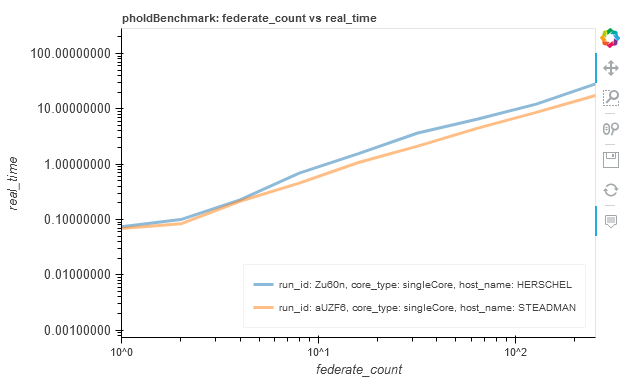 pholdBenchmark: federate_count vs real_time
100.00000000
10.00000000
1.00000000
0.10000000
0.01000000
0.00100000
real_time
run_id: Zu60n, core_type: singleCore, host_name: HERSCHEL
run_id: aUZF6, core_type: singleCore, host_name: STEADMAN
10^0
10^1
10^2
federate_count